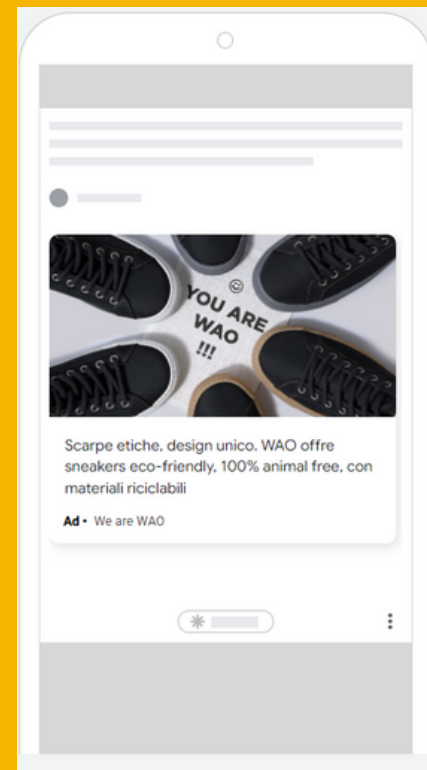 YOU ARE
WAO
!!!
Scarpe etiche, design unico. WAO offre
sneakers eco-friendly, 100% animal free, con
materiali riciclabili
Ad • We are WAO